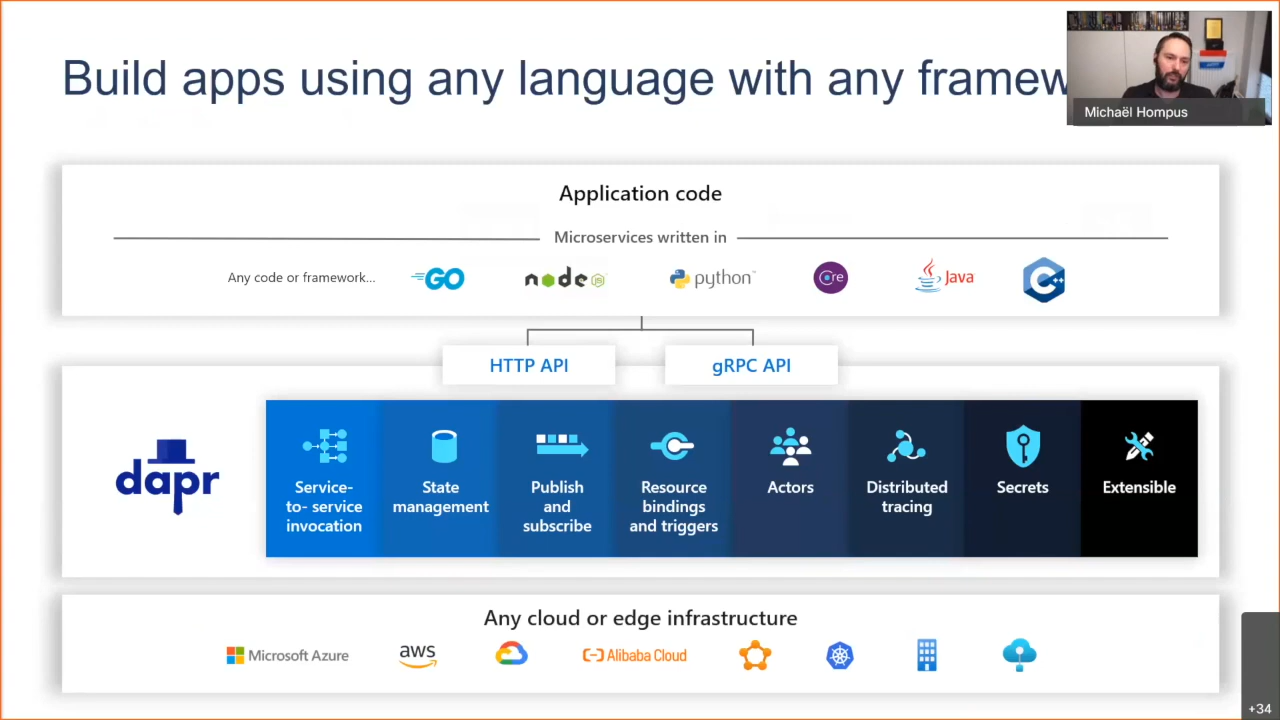 Build apps using any language with any framew
Michaël Hompus
Application code
Microservices written in
Any code or framework...
GO
node JS
python™
Core
Java
C++
HTTP API
gRPC API
dapr
Service-
to- service
invocation
State
management
Publish
and
subscribe
Resource
bindings
and triggers
Actors
Distributed
tracing
Secrets
Extensible
Any cloud or edge infrastructure
Microsoft Azure
aws
Alibaba Cloud
+34